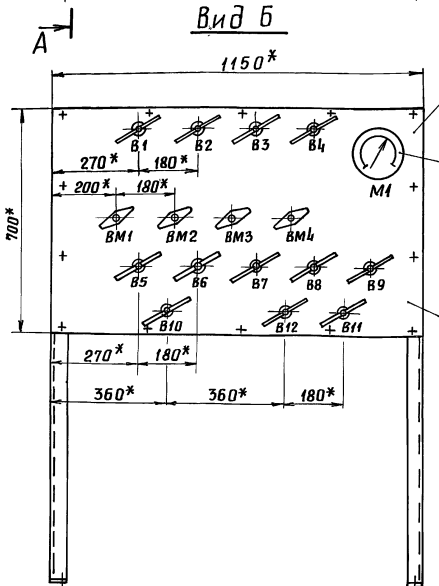 Вид Б
А
1150*
В1 В2 В3 В4
270* 180*
М1
200* 180*
700*
ВМ1 ВМ2 ВМ3 ВМ4
В5 В6 В7 В8 В9
В10 В12 В11
270* 180*
360* 360* 180*